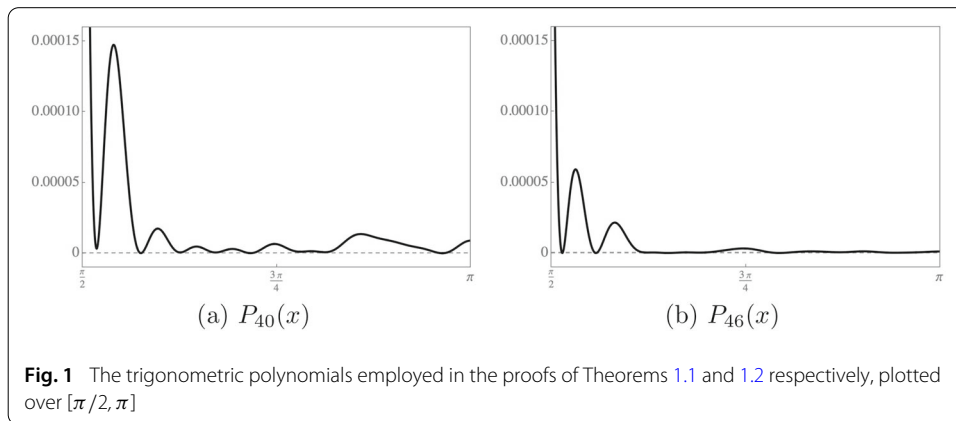 0.00015
0.00010
0.00005
0
π/2
3π/4
π
(a) P₄₀(x)
0.00015
0.00010
0.00005
0
π/2
3π/4
π
(b) P₄₆(x)
Fig. 1 The trigonometric polynomials employed in the proofs of Theorems 1.1 and 1.2 respectively, plotted
over [π/2, π]